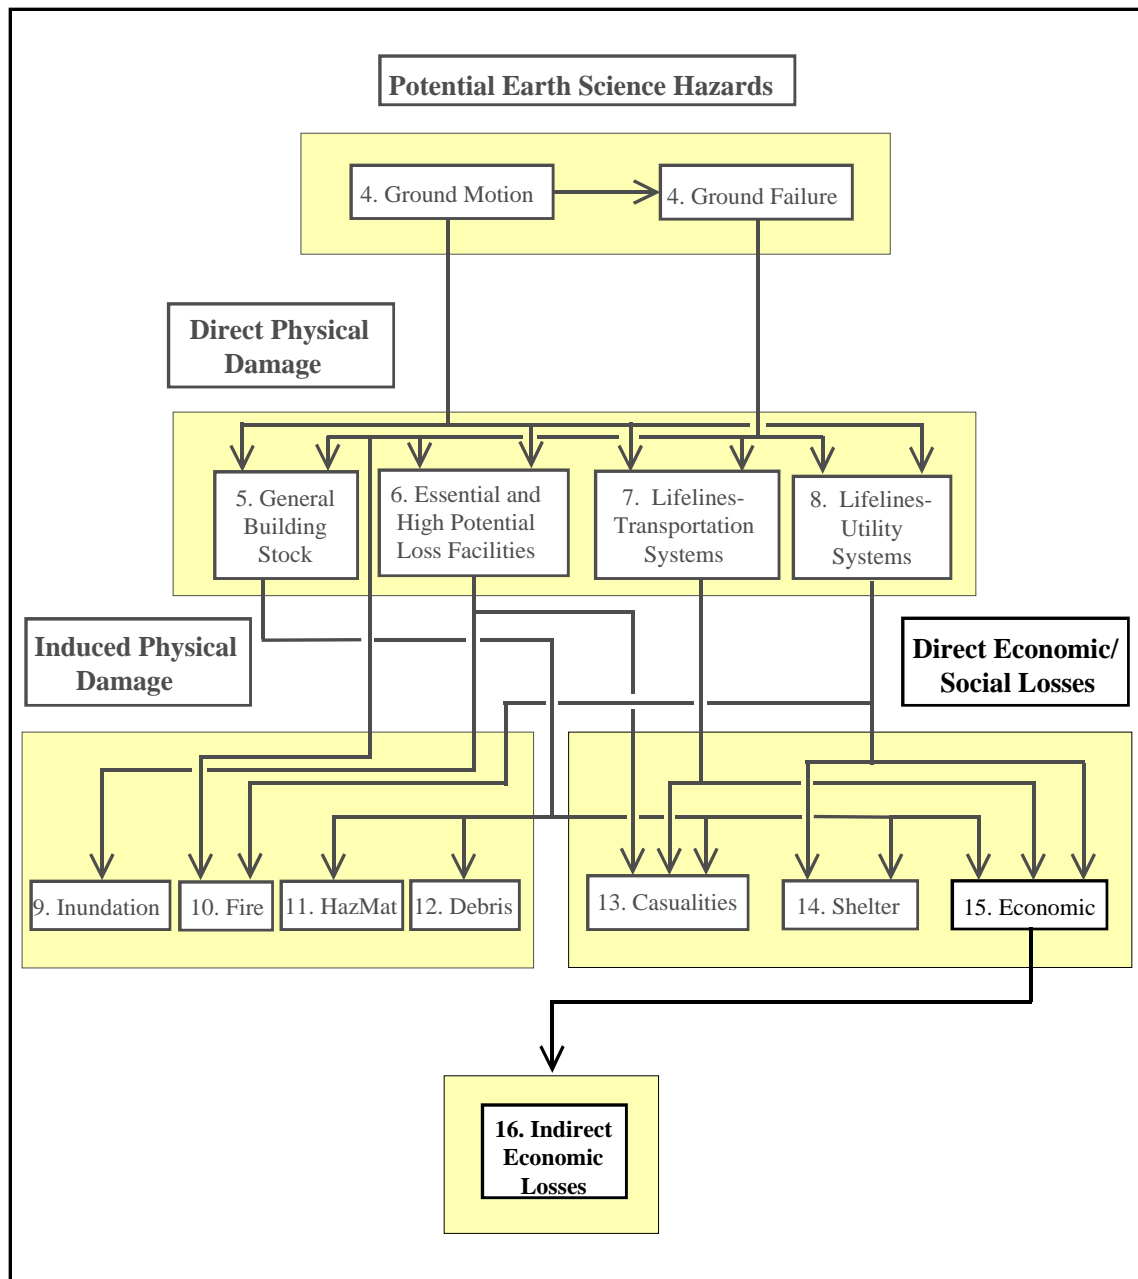 Potential Earth Science Hazards
4. Ground Motion
4. Ground Failure
Direct Physical
Damage
5. General
Building
Stock
6. Essential and
High Potential
Loss Facilities
7. Lifelines-
Transportation
Systems
8. Lifelines-
Utility
Systems
Induced Physical
Damage
Direct Economic/
Social Losses
9. Inundation
10. Fire
11. HazMat
12. Debris
13. Casualities
14. Shelter
15. Economic
16. Indirect
Economic
Losses